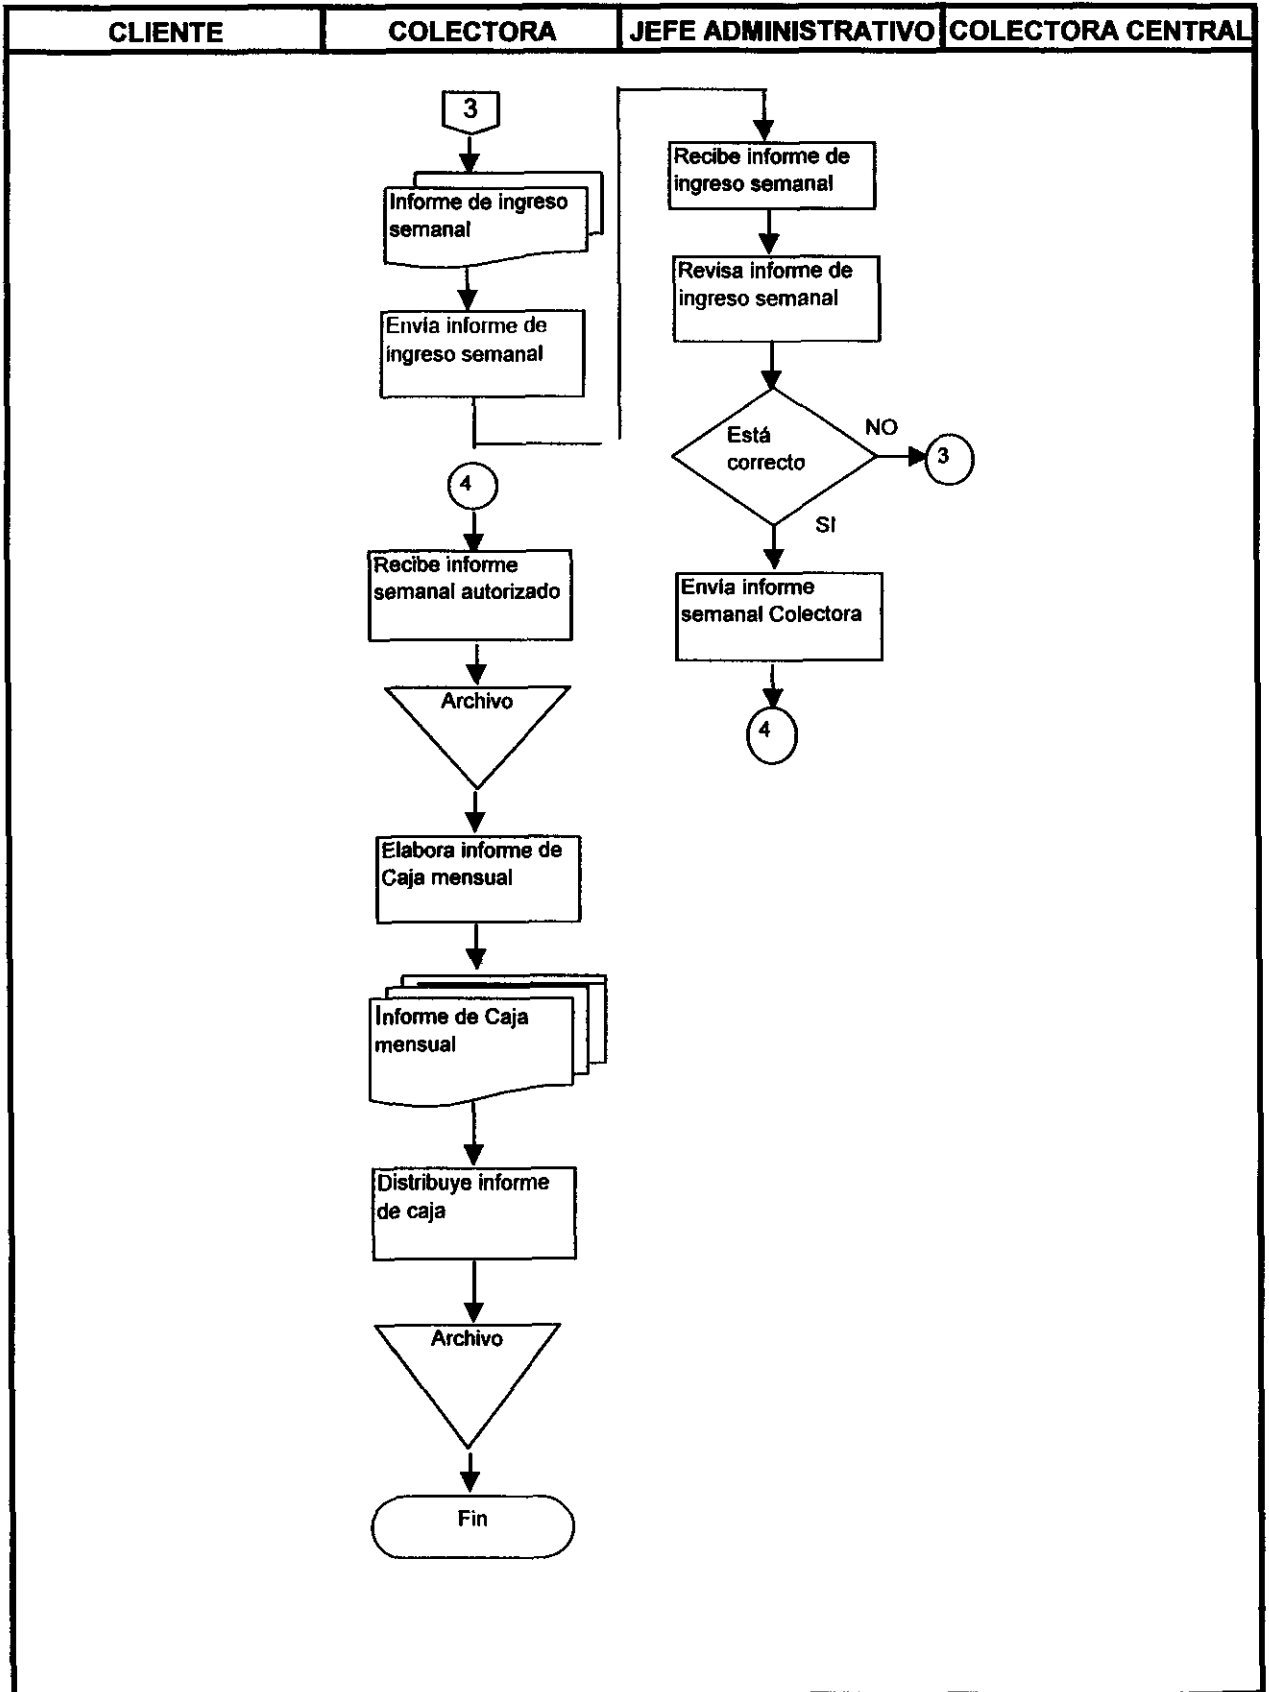 CLIENTE
COLECTORA
JEFE ADMINISTRATIVO
COLECTORA CENTRAL
3
Informe de ingreso
semanal
Envía informe de
ingreso semanal
4
Recibe informe
semanal autorizado
Archivo
Elabora informe de
Caja mensual
Informe de Caja
mensual
Distribuye informe
de caja
Archivo
Fin
Recibe informe de
ingreso semanal
Revisa informe de
ingreso semanal
Está
correcto
NO
3
SI
Envía informe
semanal Colectora
4